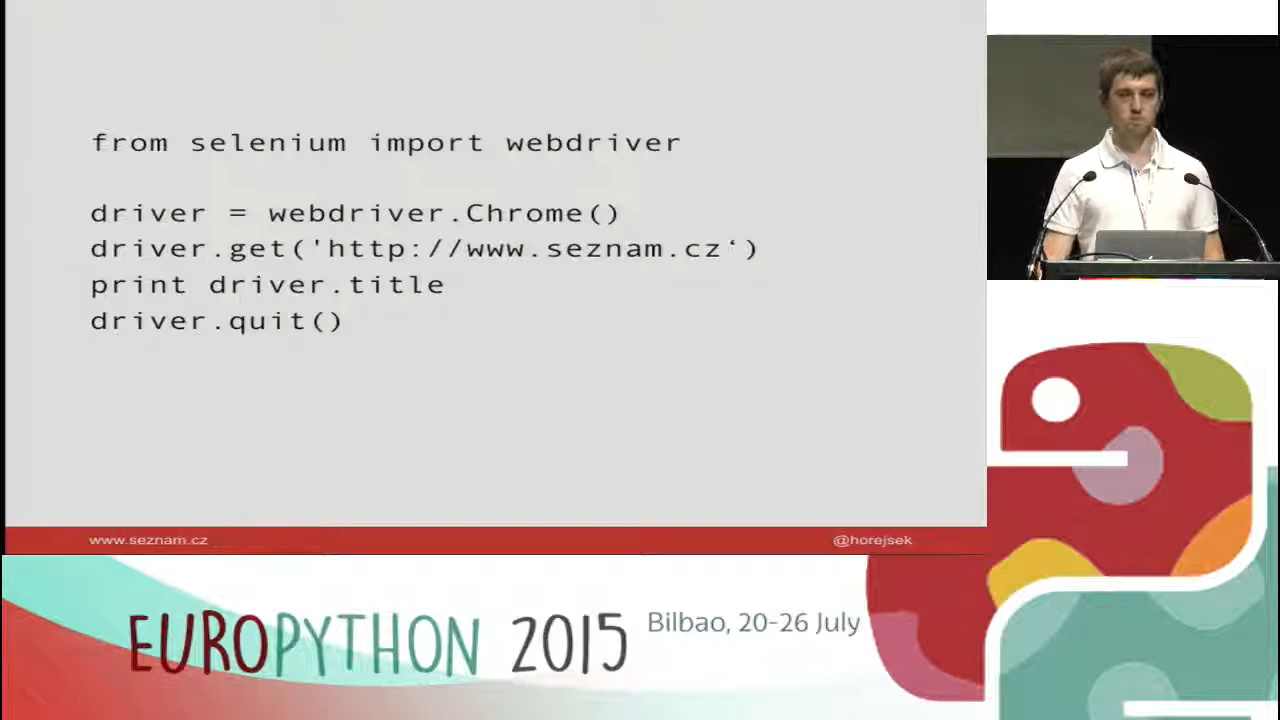 from selenium import webdriver
driver = webdriver.Chrome()
driver.get('http://www.seznam.cz‘)
print driver.title
driver.quit()
www.seznam.cz
@horejsek
EUROPYTHON 2015
Bilbao, 20-26 July